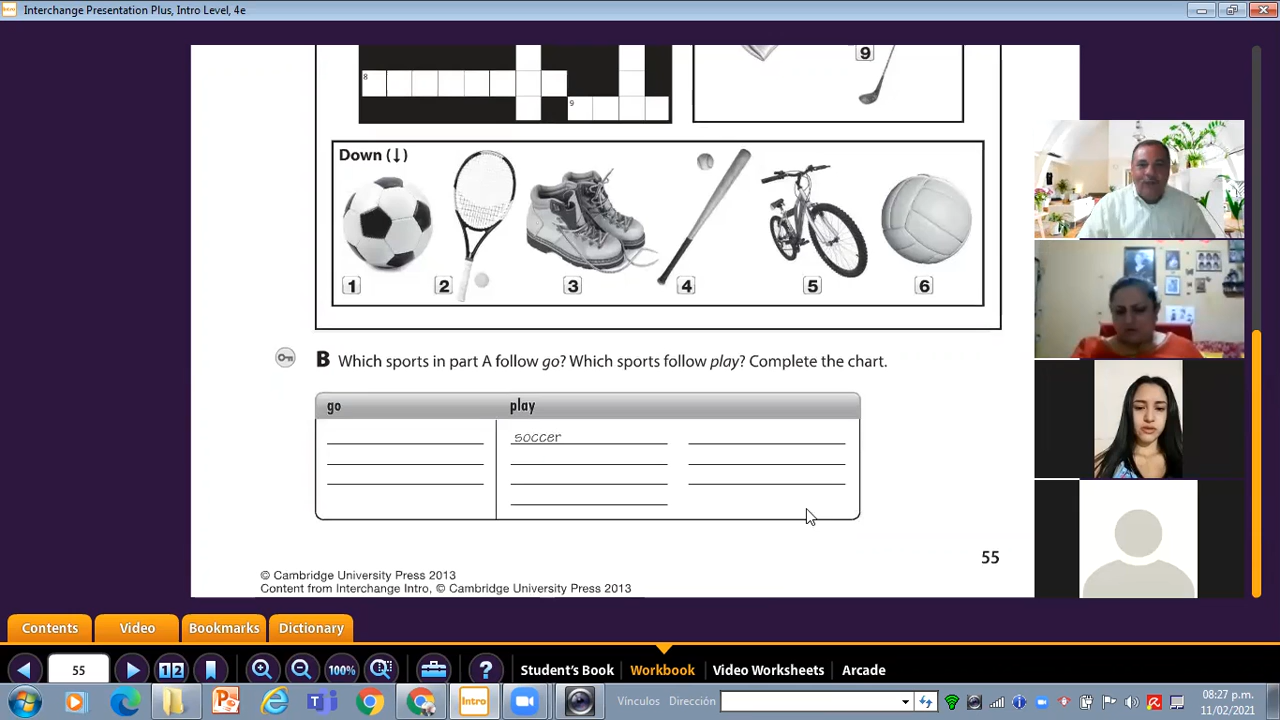 Interchange Presentation Plus, Intro Level, 4e
8
9
9
Down (↓)
1 2 3 4 5 6
B Which sports in part A follow go? Which sports follow play? Complete the chart.
go play
soccer
55
© Cambridge University Press 2013
Content from Interchange Intro, © Cambridge University Press 2013
Contents Video Bookmarks Dictionary
55 12 100% ? Student's Book Workbook Video Worksheets Arcade
Intro Vínculos Dirección 08:27 p.m.
11/02/2021